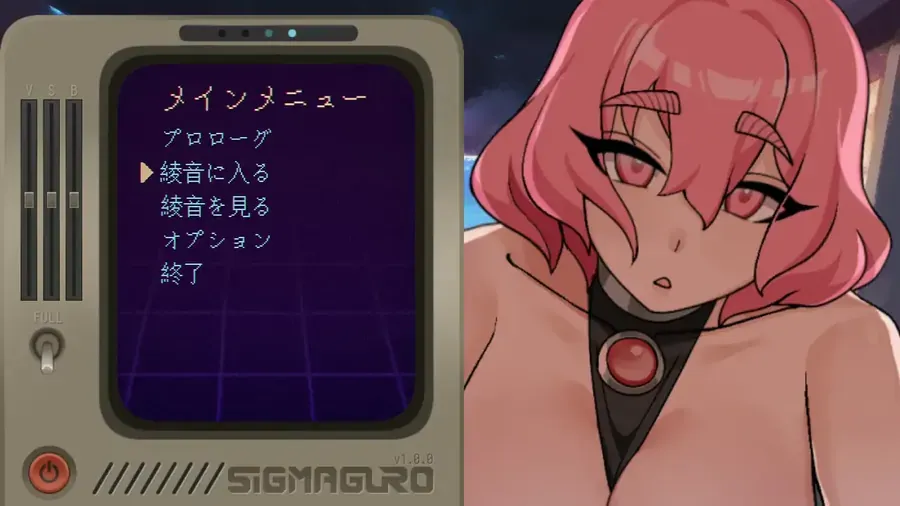 V S B
メインメニュー
プロローグ
綾音に入る
綾音を見る
オプション
終了
FULL
v1.0.0
SIGMAGURO